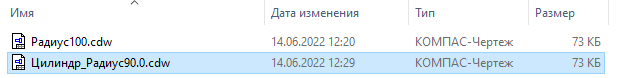 Имя Дата изменения Тип Размер
Радиус100.cdw 14.06.2022 12:20 КОМПАС-Чертеж 73 КБ
Цилиндр_Радиус90.0.cdw 14.06.2022 12:29 КОМПАС-Чертеж 73 КБ